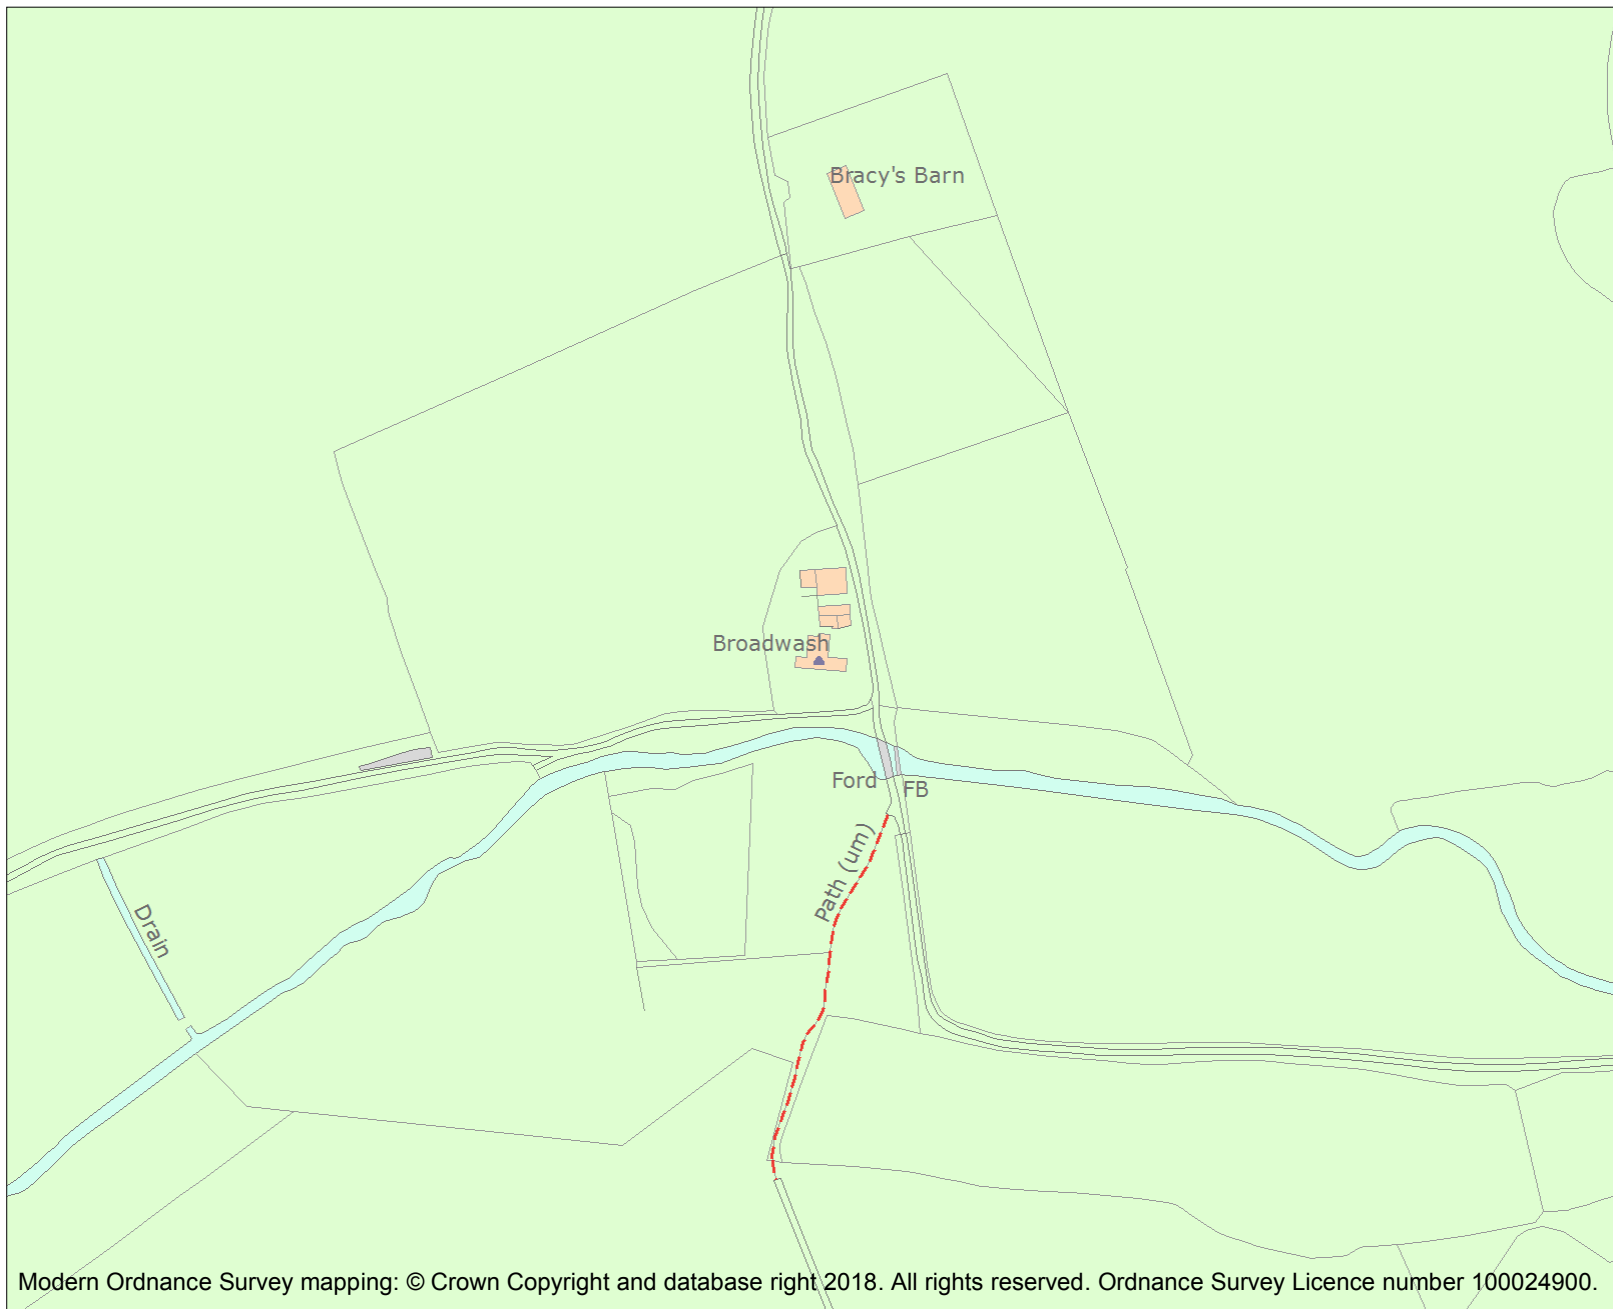 Bracy's Barn
Broadwash
Ford
FB
Path (um)
Drain
Modern Ordnance Survey mapping: © Crown Copyright and database right 2018. All rights reserved. Ordnance Survey Licence number 100024900.